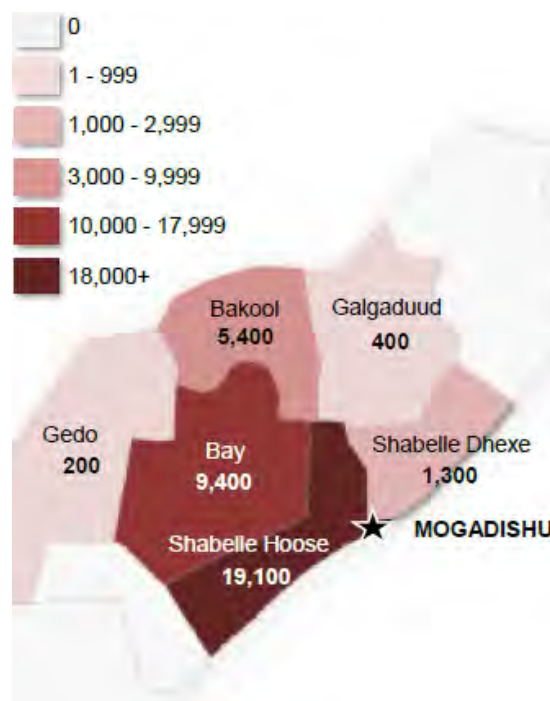 0
1 - 999
1,000 - 2,999
3,000 - 9,999
10,000 - 17,999
18,000+
Bakool
5,400
Galgaduud
400
Gedo
200
Bay
9,400
Shabelle Dhexe
1,300
MOGADISHU
Shabelle Hoose
19,100